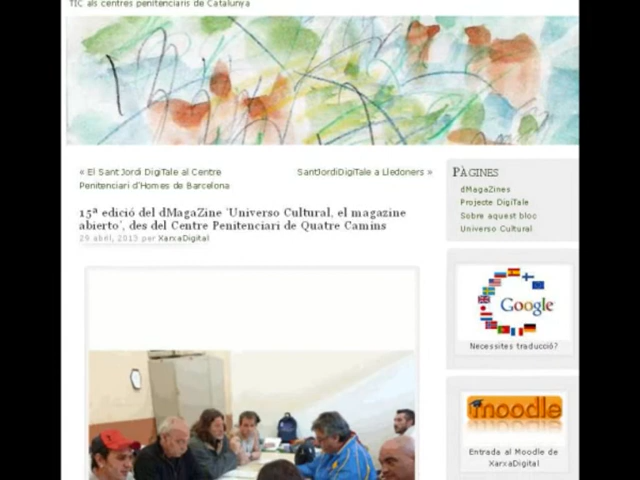 TIC als centres penitenciaris de Catalunya
« El Sant Jordi DigiTale al Centre
Penitenciari d'Homes de Barcelona
SantJordiDigiTale a Lledoners »
15ª edició del dMagaZine ‘Universo Cultural, el magazine
abierto’, des del Centre Penitenciari de Quatre Camins
29 abril, 2013 per XarxaDigital
PÀGINES
dMagaZines
Projecte DigiTale
Sobre aquest bloc
Universo Cultural
Google
Necessites traducció?
moodle
Entrada al Moodle de
XarxaDigital